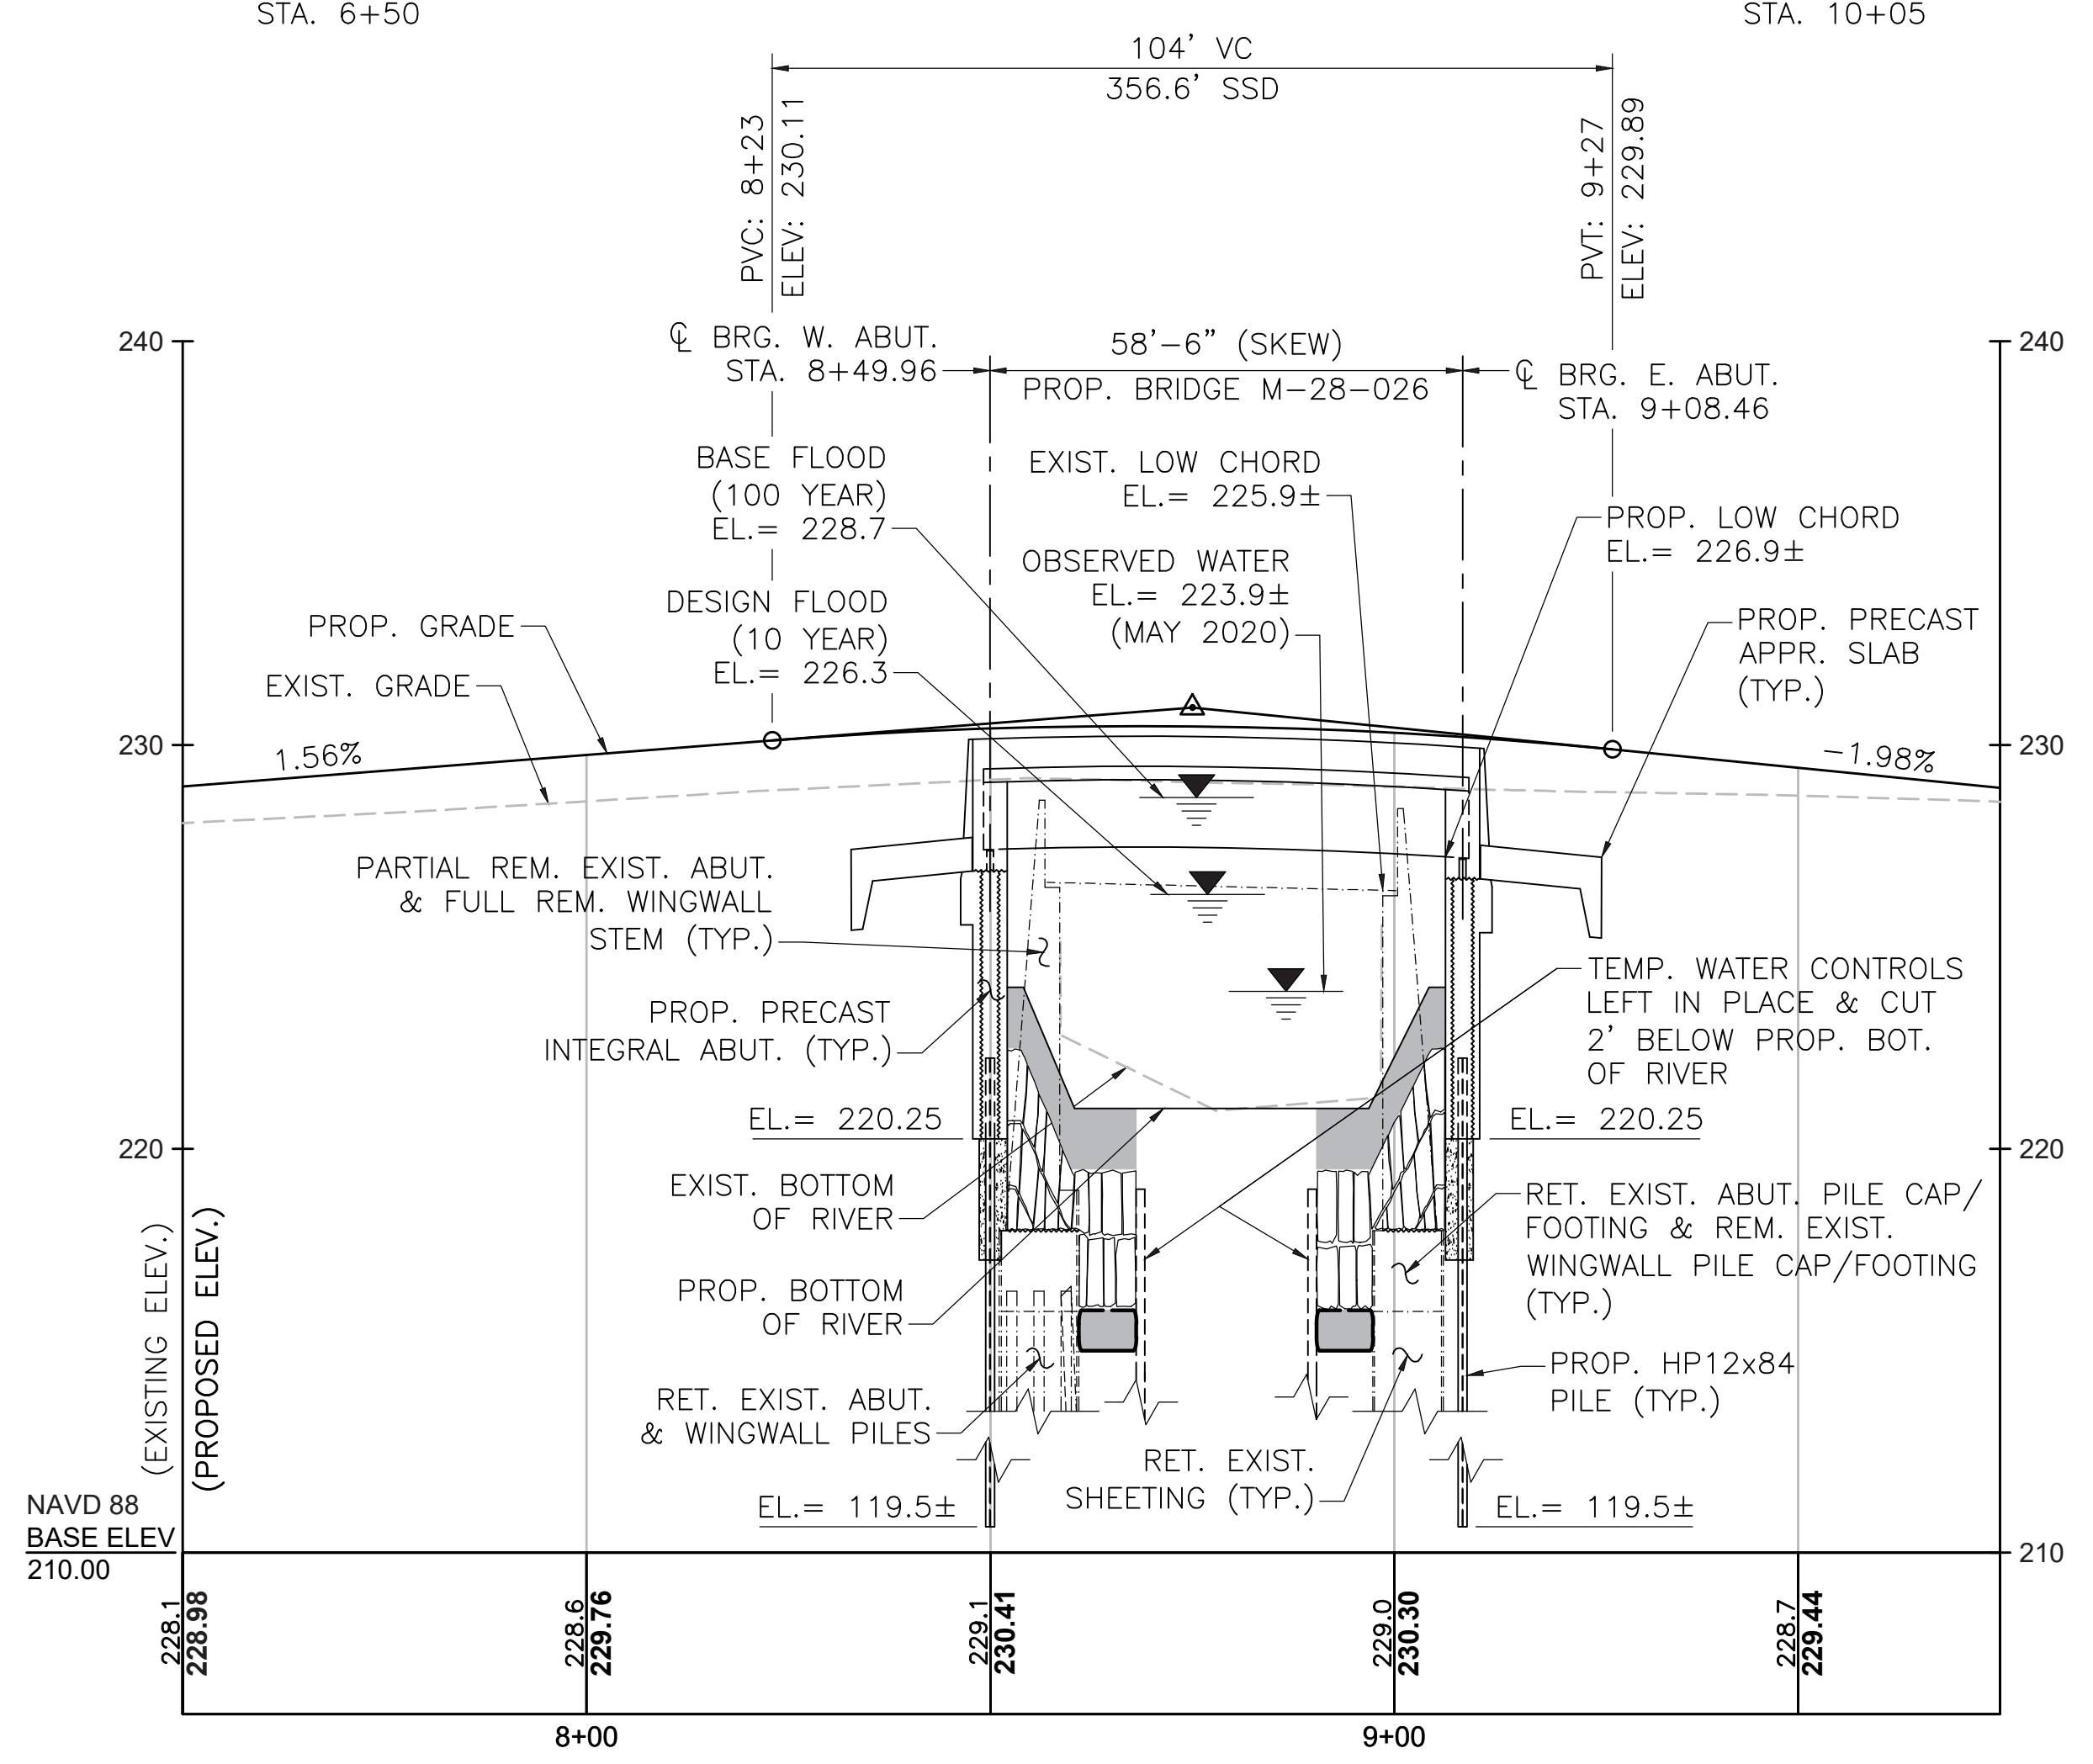 STA. 6+50
STA. 10+05
104' VC
356.6' SSD
PVC: 8+23
ELEV: 230.11
PVT: 9+27
ELEV: 229.89
240
240
℄ BRG. W. ABUT.
STA. 8+49.96
58'-6" (SKEW)
PROP. BRIDGE M-28-026
℄ BRG. E. ABUT.
STA. 9+08.46
BASE FLOOD
(100 YEAR)
EL.= 228.7
EXIST. LOW CHORD
EL.= 225.9±
PROP. LOW CHORD
EL.= 226.9±
OBSERVED WATER
EL.= 223.9±
(MAY 2020)
DESIGN FLOOD
(10 YEAR)
EL.= 226.3
PROP. GRADE
EXIST. GRADE
PROP. PRECAST
APPR. SLAB
(TYP.)
230
1.56%
-1.98%
230
PARTIAL REM. EXIST. ABUT.
& FULL REM. WINGWALL
STEM (TYP.)
TEMP. WATER CONTROLS
LEFT IN PLACE & CUT
2' BELOW PROP. BOT.
OF RIVER
PROP. PRECAST
INTEGRAL ABUT. (TYP.)
EL.= 220.25
EL.= 220.25
220
220
EXIST. BOTTOM
OF RIVER
RET. EXIST. ABUT. PILE CAP/
FOOTING & REM. EXIST.
WINGWALL PILE CAP/FOOTING
(TYP.)
PROP. BOTTOM
OF RIVER
PROP. HP12x84
PILE (TYP.)
RET. EXIST. ABUT.
& WINGWALL PILES
RET. EXIST.
SHEETING (TYP.)
(EXISTING ELEV.)
(PROPOSED ELEV.)
EL.= 119.5±
EL.= 119.5±
NAVD 88
BASE ELEV
210.00
210
228.1
228.98
228.6
229.76
229.1
230.41
229.0
230.30
228.7
229.44
8+00
9+00